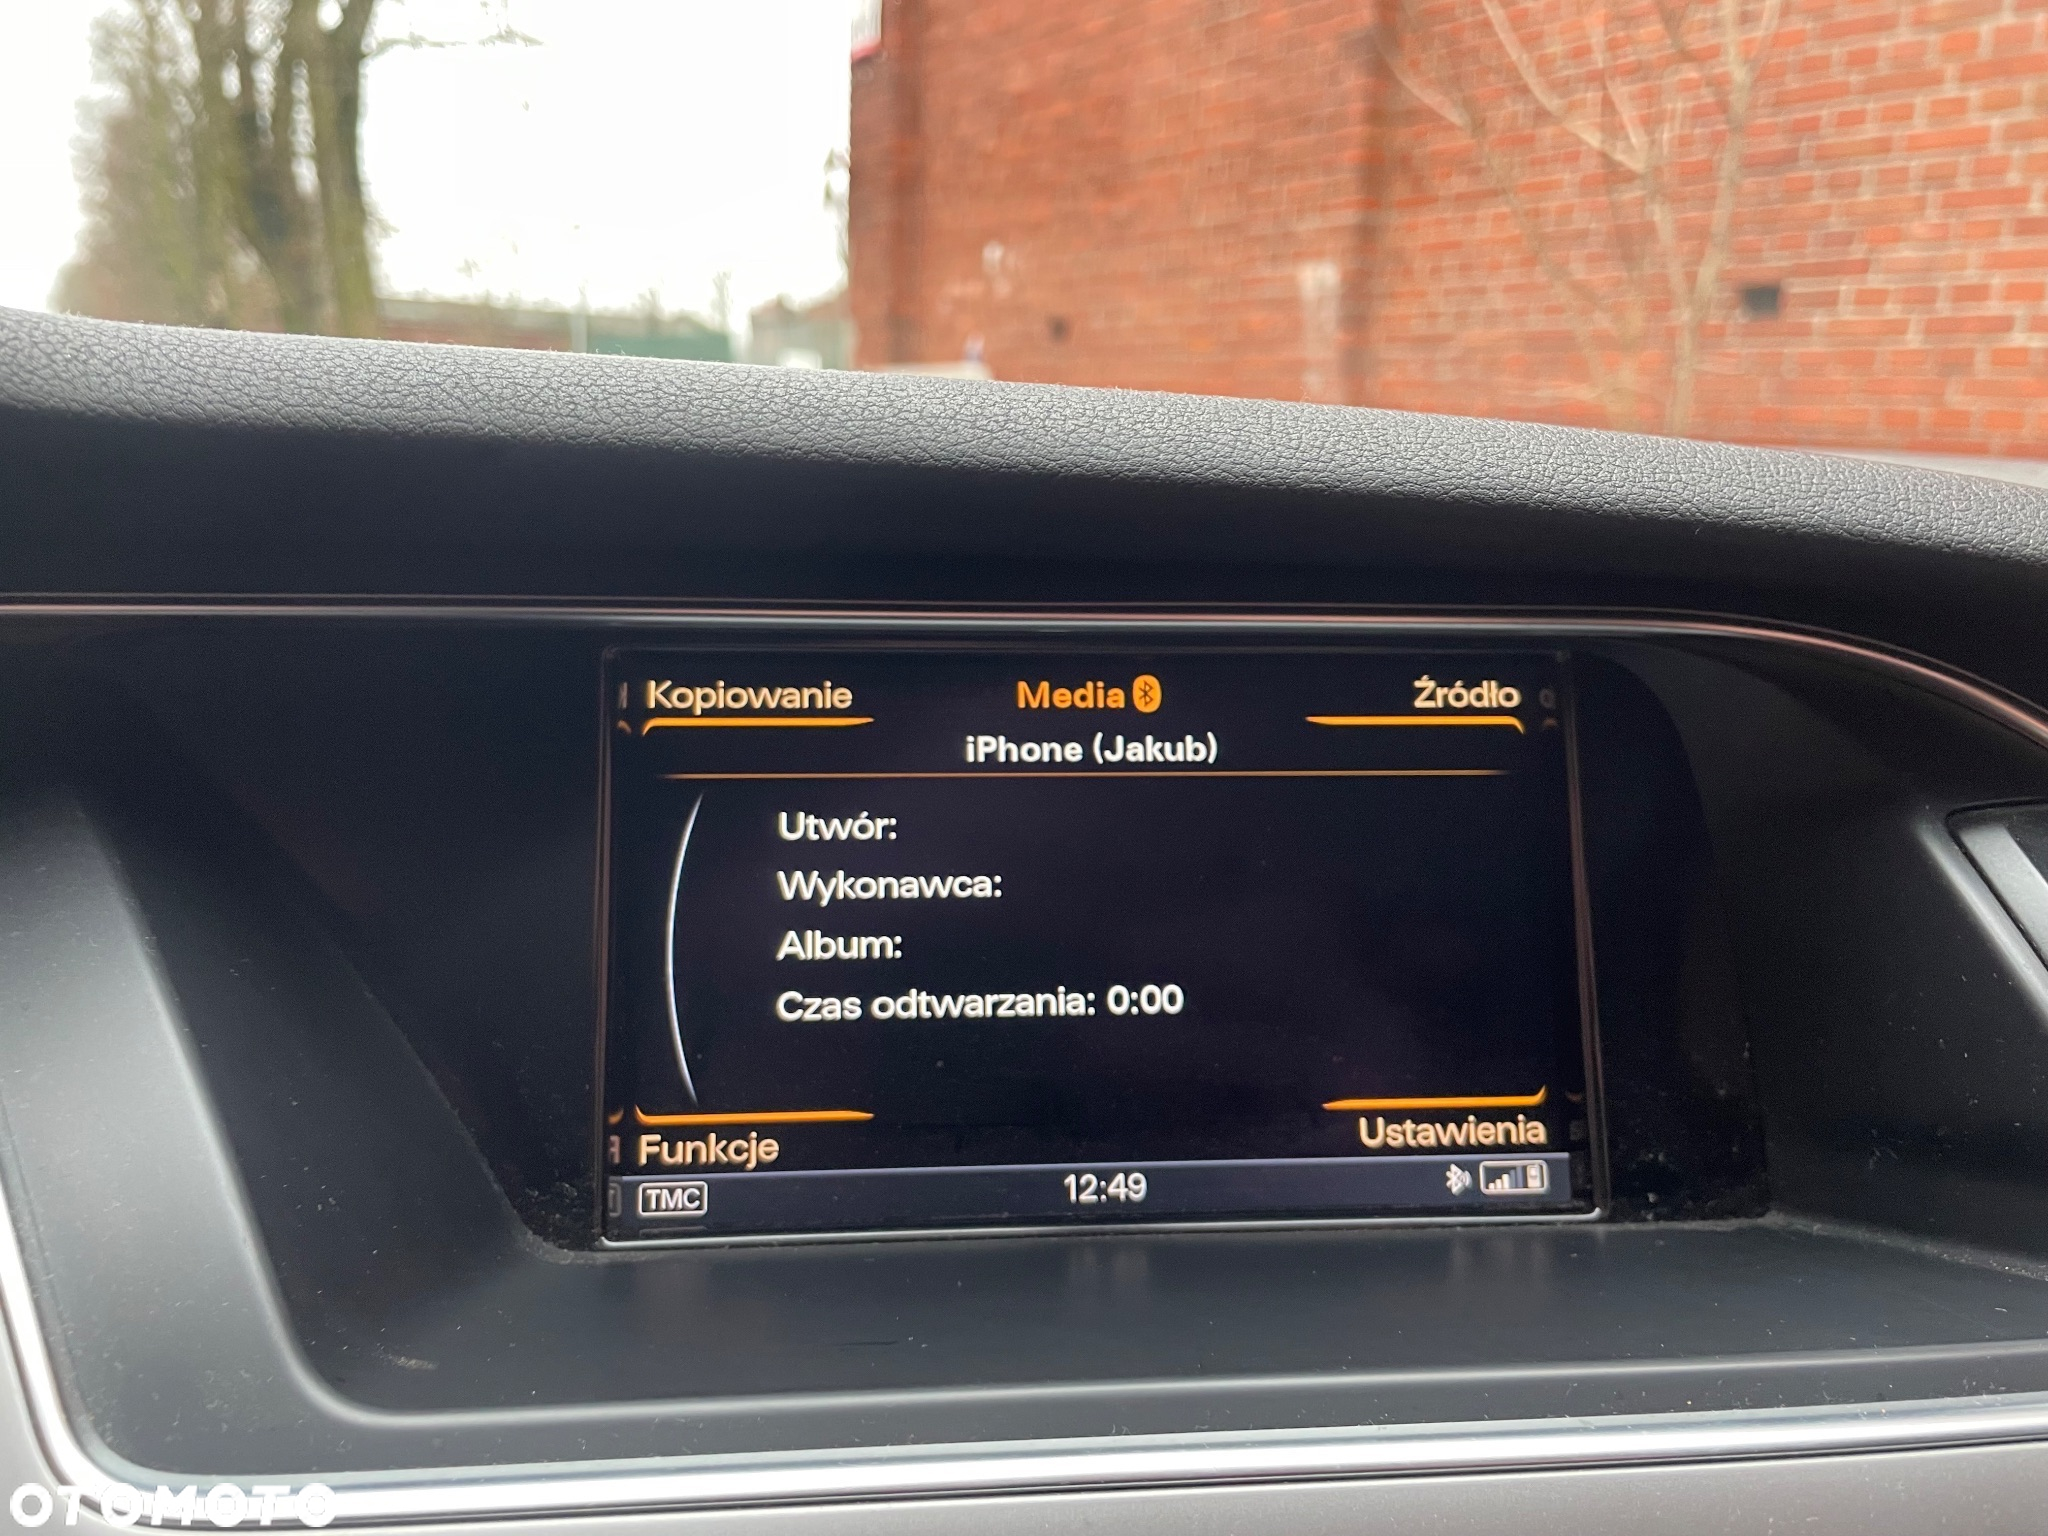 Kopiowanie Media Źródło
iPhone (Jakub)
Utwór:
Wykonawca:
Album:
Czas odtwarzania: 0:00
Funkcje Ustawienia
TMC 12:49
OTOMOTO